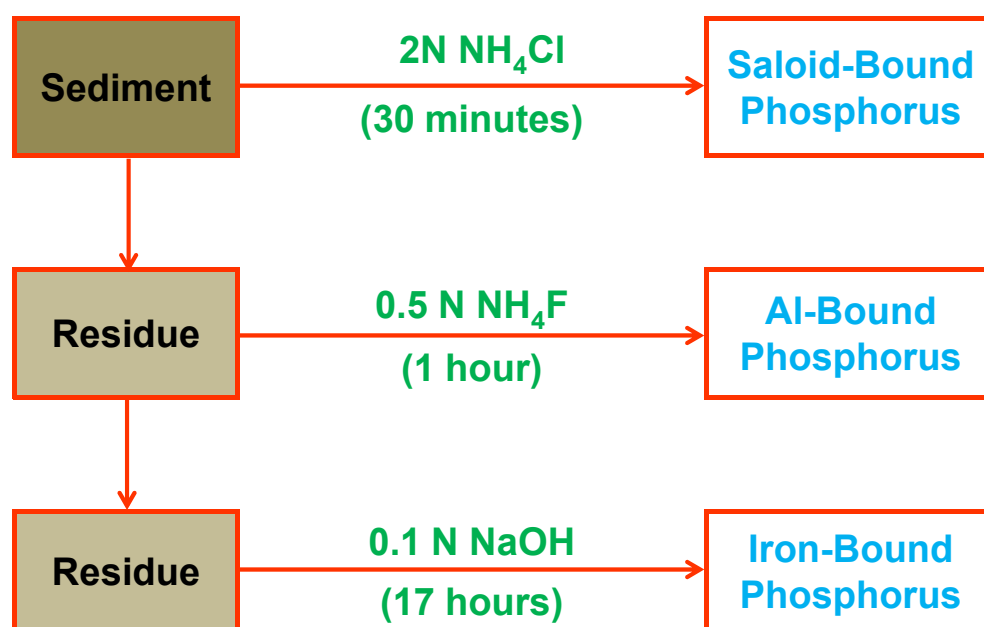 Sediment
2N NH₄Cl
(30 minutes)
Saloid-Bound
Phosphorus
Residue
0.5 N NH₄F
(1 hour)
Al-Bound
Phosphorus
Residue
0.1 N NaOH
(17 hours)
Iron-Bound
Phosphorus